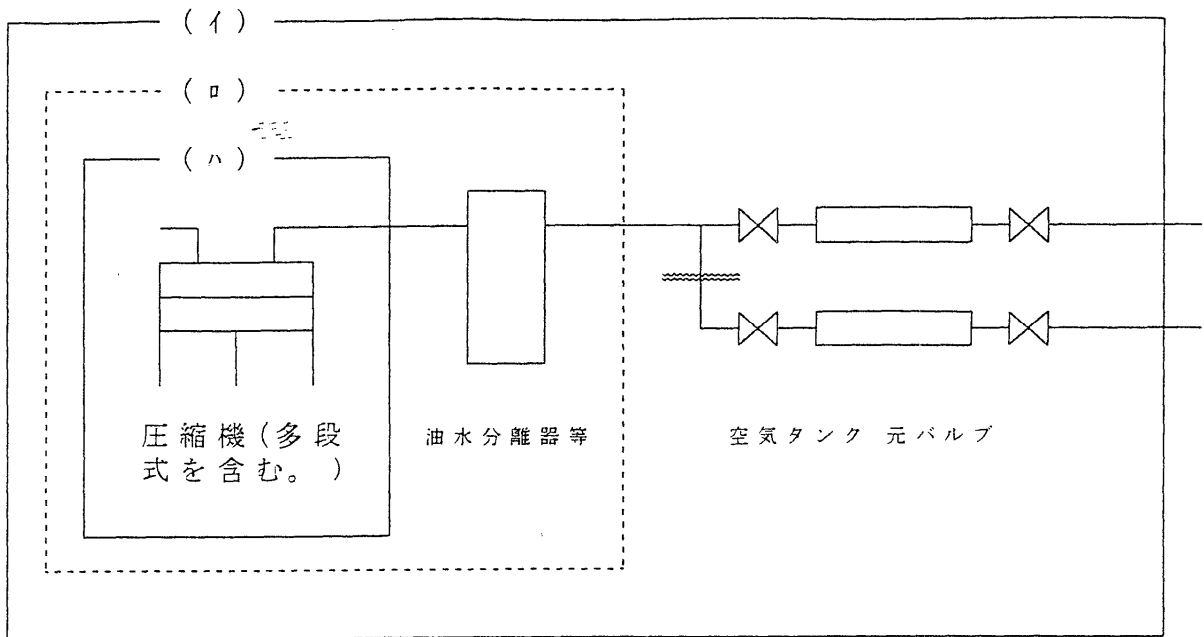 (イ)
(ロ)
(ハ)
圧縮機(多段
式を含む。)
油水分離器等
空気タンク 元バルブ